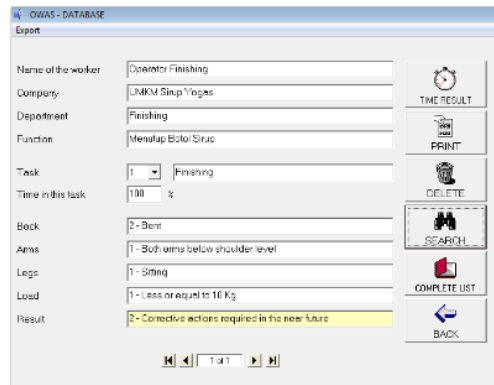 OWAS - DATABASE
Export
Name of the worker Operator Finishing
Company UMKM Sirup Yogas
TIME RESULT
Department Finishing
Function Menutup Botol Sirup
PRINT
Task 1 Finishing
Time in this task 100 %
DELETE
Back 2 - Bent
SEARCH
Arms 1 - Both arms below shoulder level
Legs 1 - Sitting
Load 1 - Less or equal to 10 Kg
COMPLETE LIST
Result 2 - Corrective actions required in the near future
BACK
1 of 1